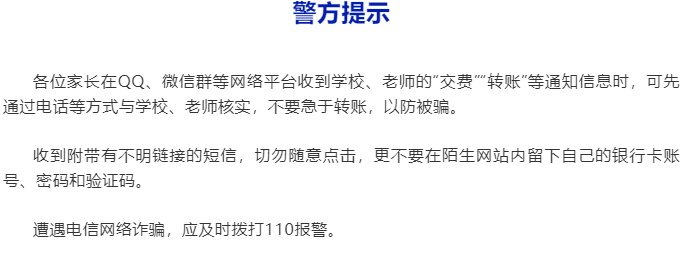 警方提示
各位家长在QQ、微信群等网络平台收到学校、老师的“交费”“转账”等通知信息时，可先
通过电话等方式与学校、老师核实，不要急于转账，以防被骗。
收到附带有不明链接的短信，切勿随意点击，更不要在陌生网站内留下自己的银行卡账
号、密码和验证码。
遭遇电信网络诈骗，应及时拨打110报警。